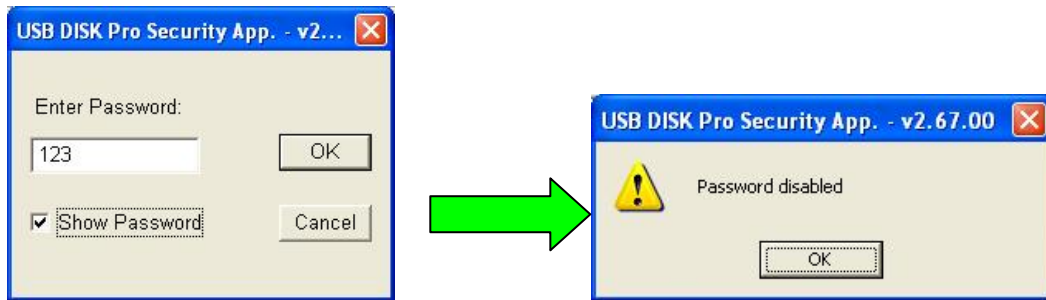 USB DISK Pro Security App. - v2...
Enter Password:
123
OK
Show Password
Cancel
USB DISK Pro Security App. - v2.67.00
Password disabled
OK